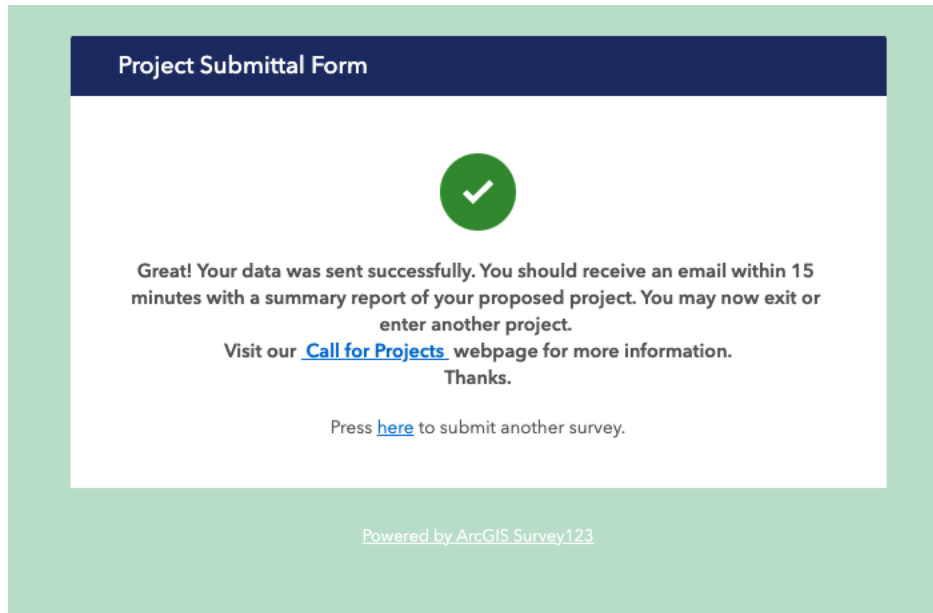 Project Submittal Form
Great! Your data was sent successfully. You should receive an email within 15
minutes with a summary report of your proposed project. You may now exit or
enter another project.
Visit our Call for Projects webpage for more information.
Thanks.
Press here to submit another survey.
Powered by ArcGIS Survey123